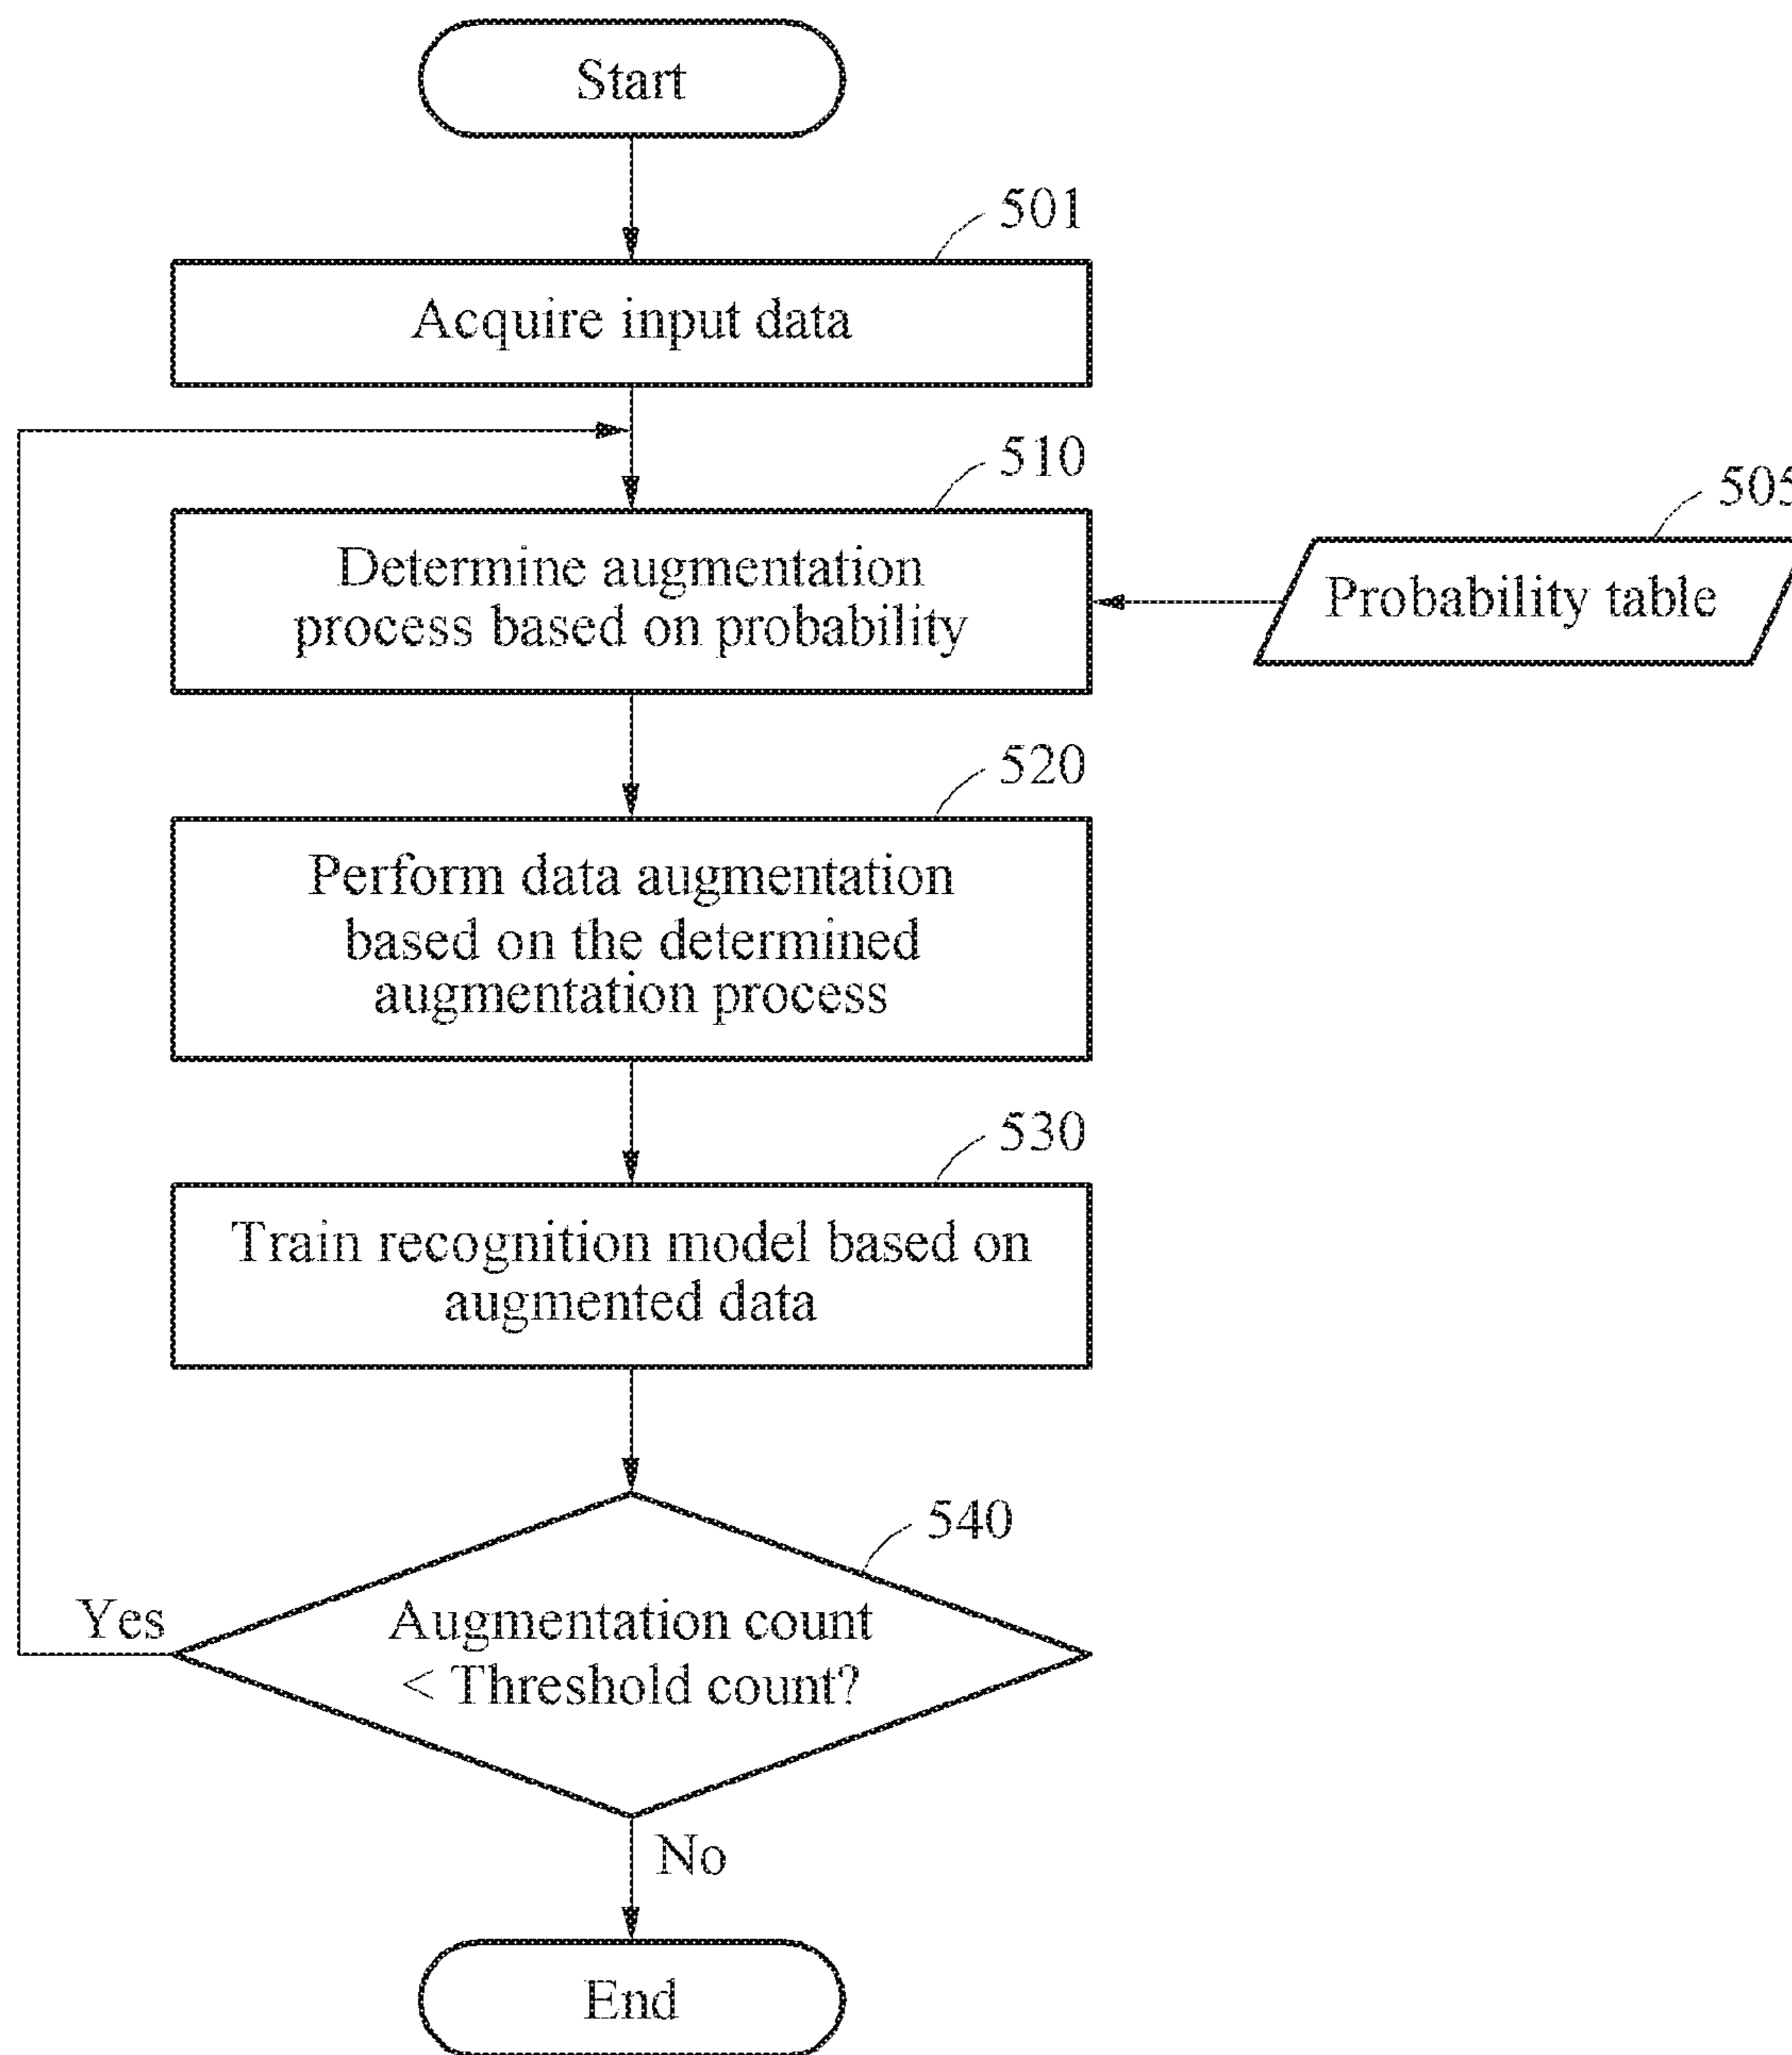 Start
501
Acquire input data
510
505
Determine augmentation
process based on probability
Probability table
520
Perform data augmentation
based on the determined
augmentation process
530
Train recognition model based on
augmented data
540
Yes
Augmentation count
< Threshold count?
No
End